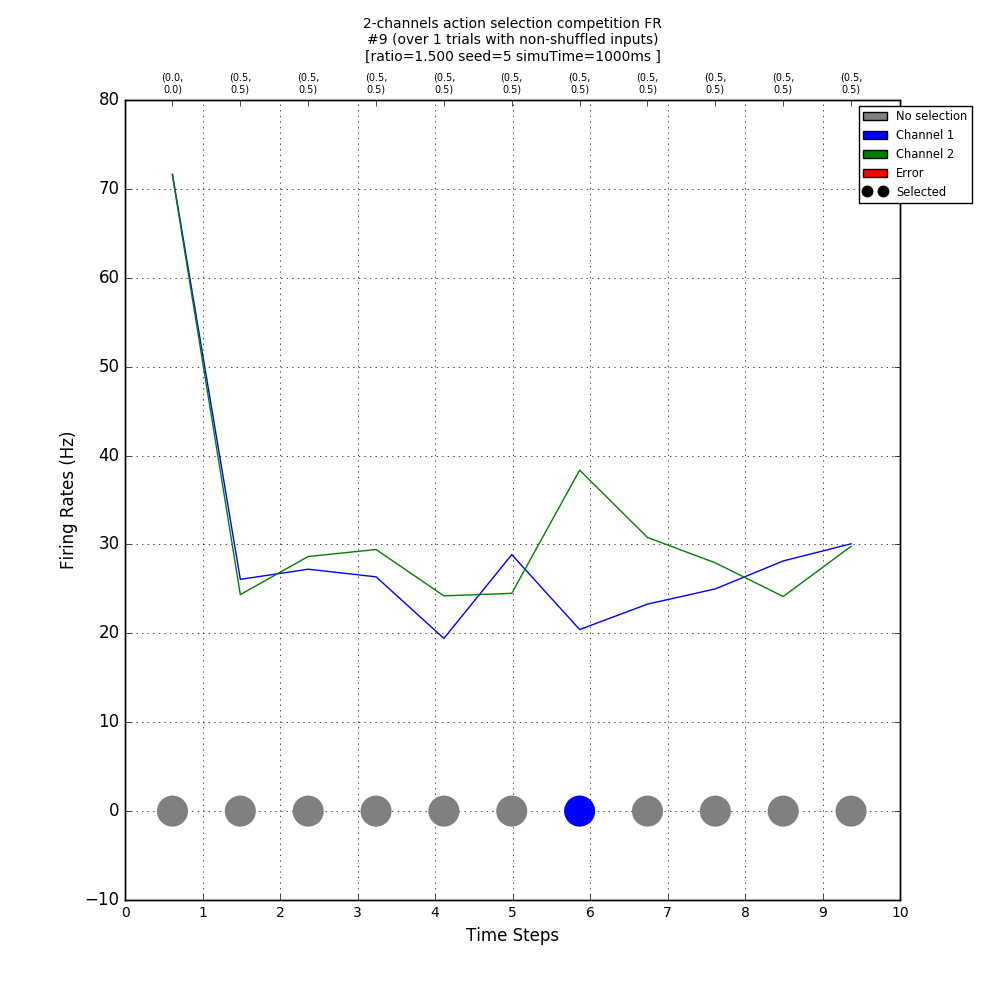 2-channels action selection competition FR
#9 (over 1 trials with non-shuffled inputs)
[ratio=1.500 seed=5 simuTime=1000ms ]
(0.0, (0.5, (0.5, (0.5, (0.5, (0.5, (0.5, (0.5, (0.5, (0.5, (0.5,
0.0) 0.5) 0.5) 0.5) 0.5) 0.5) 0.5) 0.5) 0.5) 0.5) 0.5)
No selection
Channel 1
Channel 2
Error
Selected
80
70
60
50
40
30
20
10
0
−10
Firing Rates (Hz)
0 1 2 3 4 5 6 7 8 9 10
Time Steps